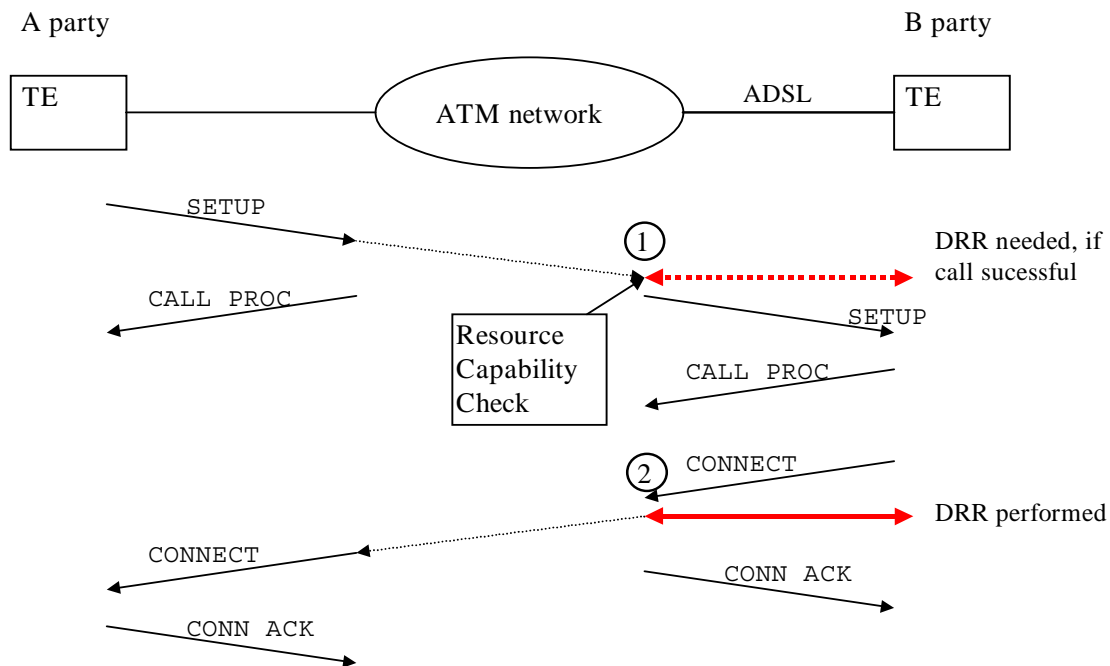 A party
B party
TE
ATM network
ADSL
TE
SETUP
1
DRR needed, if
call sucessful
CALL PROC
SETUP
Resource
Capability
Check
CALL PROC
2
CONNECT
DRR performed
CONNECT
CONN ACK
CONN ACK